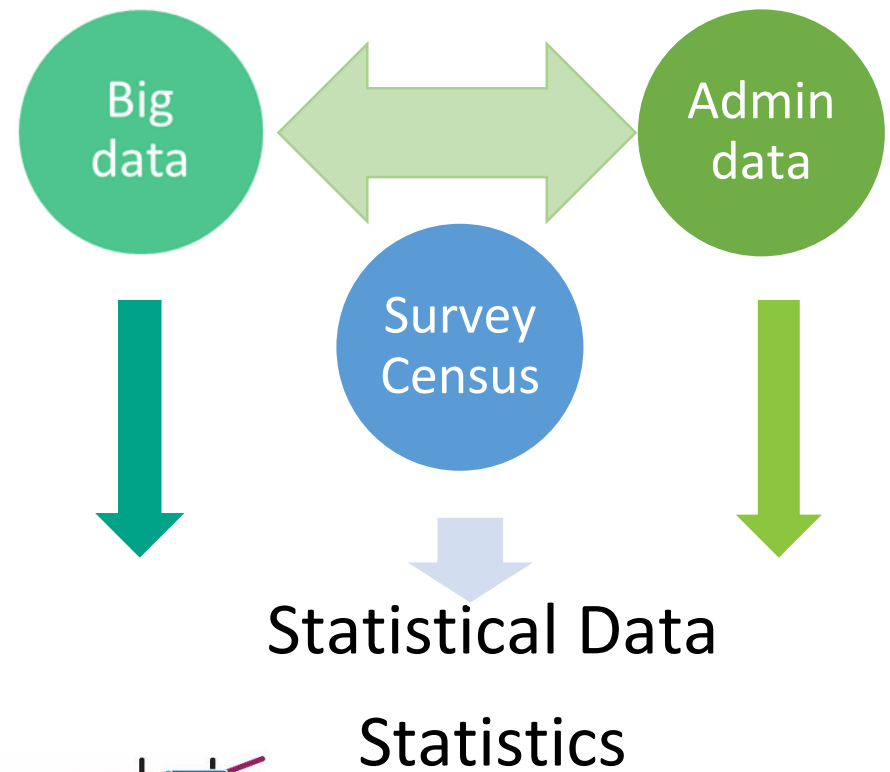 Big
data
Admin
data
Survey
Census
Statistical Data
Statistics